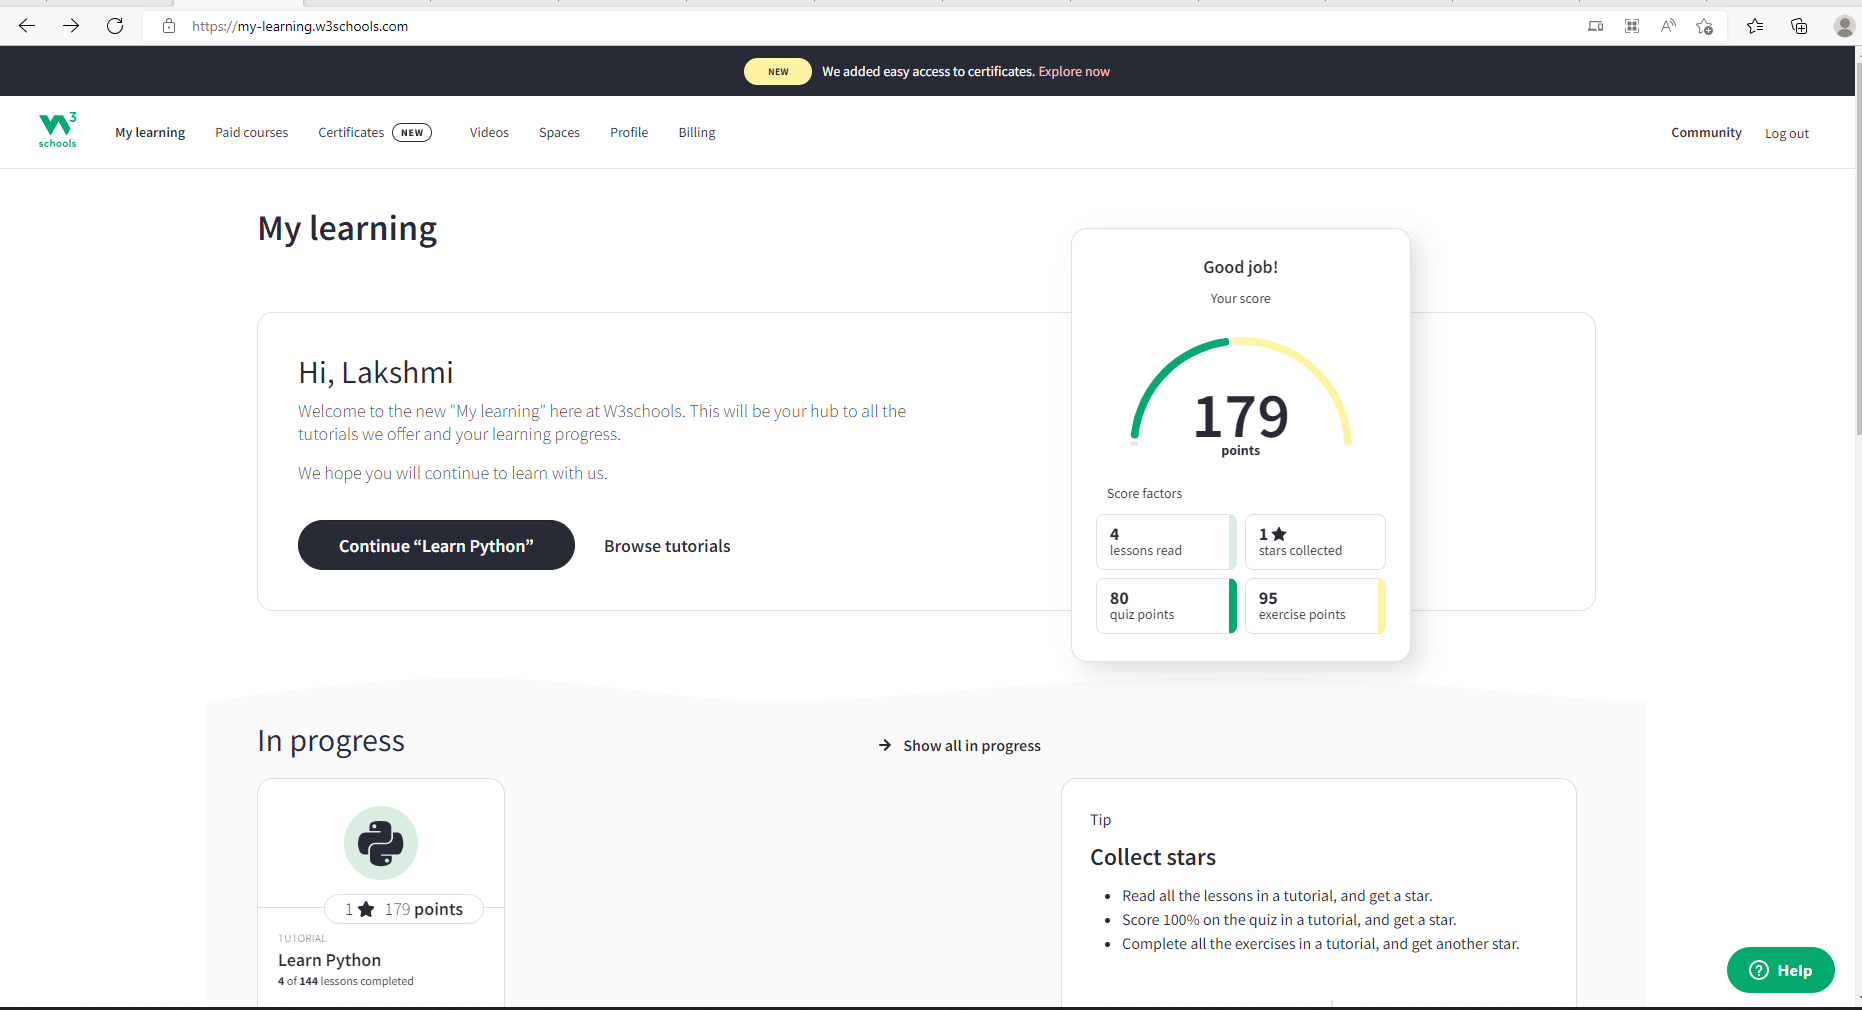 https://my-learning.w3schools.com
NEW We added easy access to certificates. Explore now
W3 schools
My learning Paid courses Certificates NEW Videos Spaces Profile Billing Community Log out
My learning
Hi, Lakshmi
Welcome to the new "My learning" here at W3schools. This will be your hub to all the
tutorials we offer and your learning progress.
We hope you will continue to learn with us.
Continue “Learn Python” Browse tutorials
Good job!
Your score
179
points
Score factors
4
lessons read
1 ★
stars collected
80
quiz points
95
exercise points
In progress
→ Show all in progress
1 ★ 179 points
TUTORIAL
Learn Python
4 of 144 lessons completed
Tip
Collect stars
• Read all the lessons in a tutorial, and get a star.
• Score 100% on the quiz in a tutorial, and get a star.
• Complete all the exercises in a tutorial, and get another star.
? Help